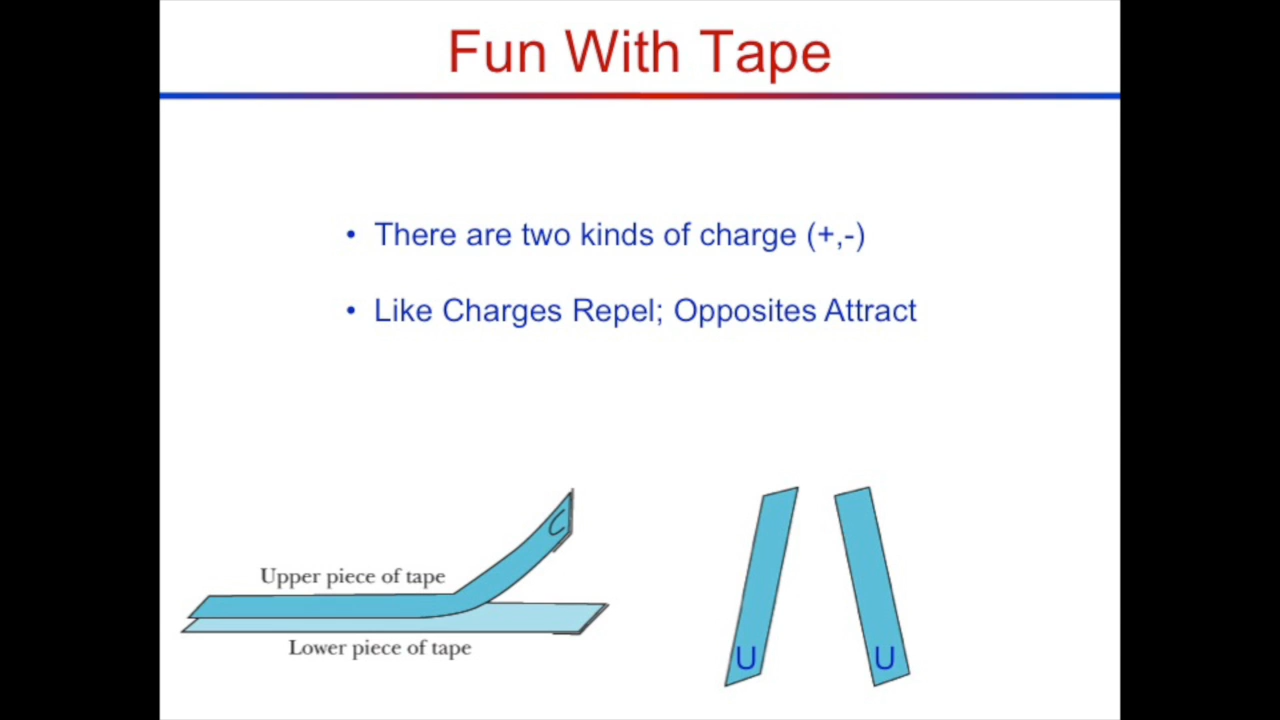 Fun With Tape
• There are two kinds of charge (+,-)
• Like Charges Repel; Opposites Attract
Upper piece of tape
Lower piece of tape
U U